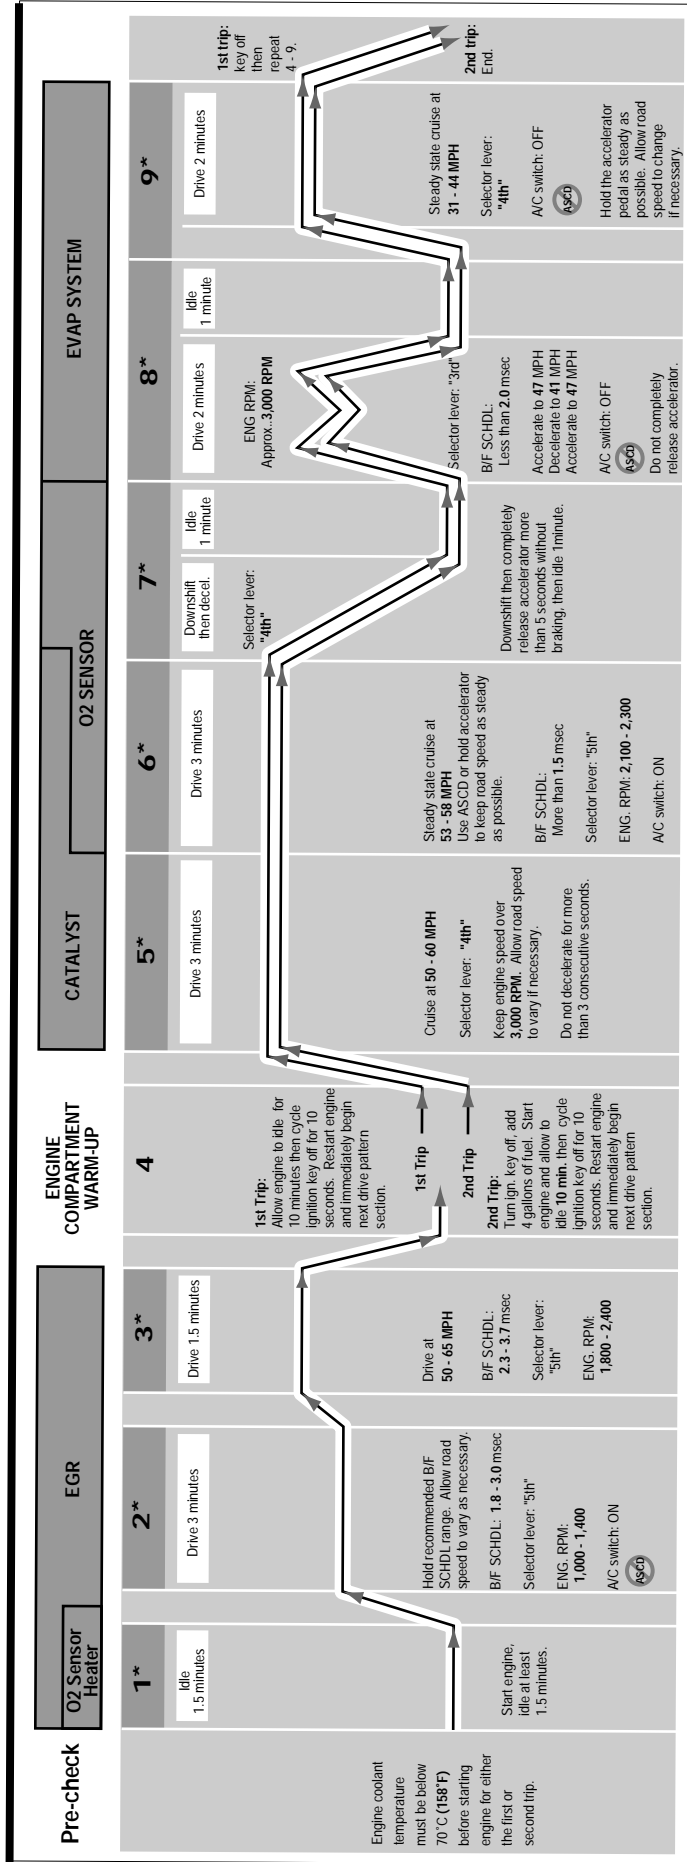 Pre-check
O2 Sensor
Heater
EGR
ENGINE
COMPARTMENT
WARM-UP
CATALYST
O2 SENSOR
EVAP SYSTEM
Engine coolant
temperature
must be below
70˚C (158˚F)
before starting
engine for either
the first or
second trip.
1*
Idle
1.5 minutes
Start engine,
idle at least
1.5 minutes.
2*
Drive 3 minutes
Hold recommended B/F
SCHDL range. Allow road
speed to vary as necessary.
B/F SCHDL: 1.8 - 3.0 msec
Selector lever: "5th"
ENG. RPM:
1,000 - 1,400
A/C switch: ON
ASCD
3*
Drive 1.5 minutes
Drive at
50 - 65 MPH
B/F SCHDL:
2.3 - 3.7 msec
Selector lever:
"5th"
ENG. RPM:
1,800 - 2,400
4
1st Trip:
Allow engine to idle for
10 minutes then cycle
ignition key off for 10
seconds. Restart engine
and immediately begin
next drive pattern
section.
1st Trip
2nd Trip
2nd Trip:
Turn ign. key off, add
4 gallons of fuel. Start
engine and allow to
idle 10 min. then cycle
ignition key off for 10
seconds. Restart engine
and immediately begin
next drive pattern
section.
5*
Drive 3 minutes
Cruise at 50 - 60 MPH
Selector lever: "4th"
Keep engine speed over
3,000 RPM. Allow road speed
to vary if necessary.
Do not decelerate for more
than 3 consecutive seconds.
6*
Drive 3 minutes
Steady state cruise at
53 - 58 MPH
Use ASCD or hold accelerator
to keep road speed as steady
as possible.
B/F SCHDL:
More than 1.5 msec
Selector lever: "5th"
ENG. RPM: 2,100 - 2,300
A/C switch: ON
7*
Downshift
then decel.
Idle
1 minute
Selector lever:
"4th"
Downshift then completely
release accelerator more
than 5 seconds without
braking, then idle 1minute.
8*
Drive 2 minutes
Idle
1 minute
ENG RPM:
Approx..3,000 RPM
Selector lever: "3rd"
B/F SCHDL:
Less than 2.0 msec
Accelerate to 47 MPH
Decelerate to 41 MPH
Accelerate to 47 MPH
A/C switch: OFF
ASCD
Do not completely
release accelerator.
9*
Drive 2 minutes
Steady state cruise at
31 - 44 MPH
Selector lever:
"4th"
A/C switch: OFF
ASCD
Hold the accelerator
pedal as steady as
possible. Allow road
speed to change
if necessary.
1st trip:
key off
then
repeat
4 - 9.
2nd trip:
End.